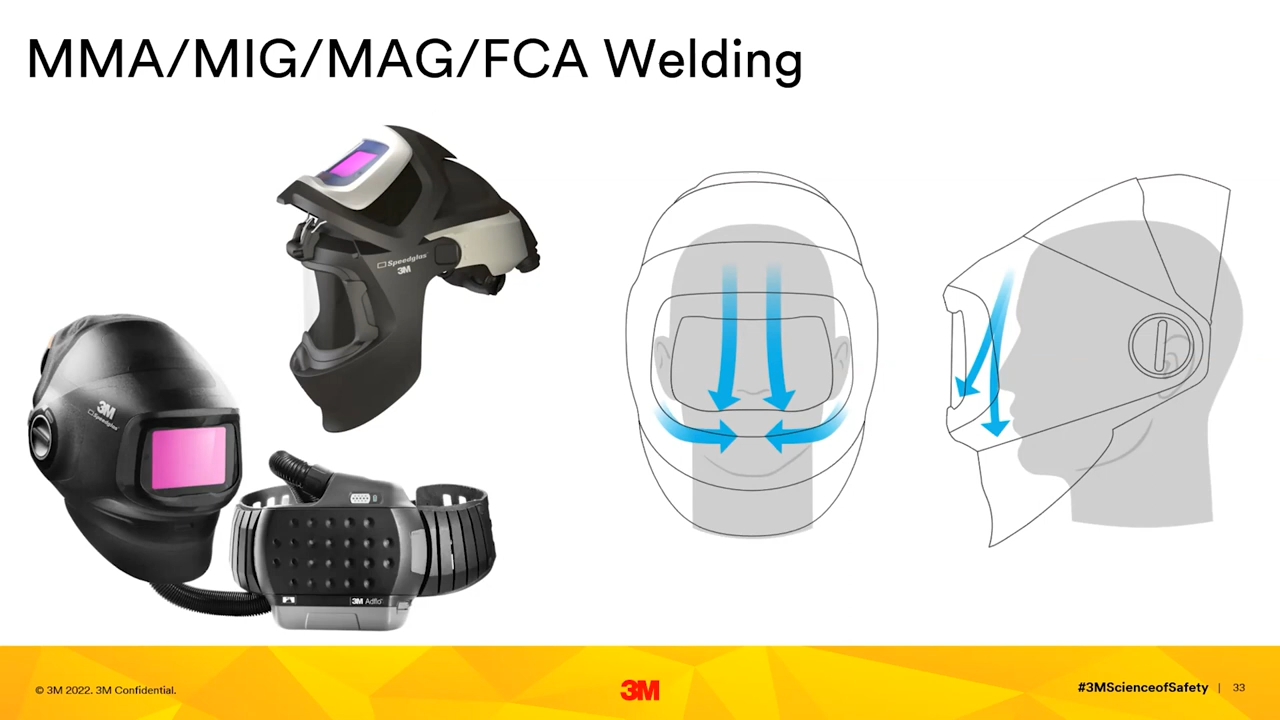 MMA/MIG/MAG/FCA Welding
Speedglas
3M
3M
Speedglas
3M Adflo
© 3M 2022. 3M Confidential.
3M
#3MScienceofSafety | 33